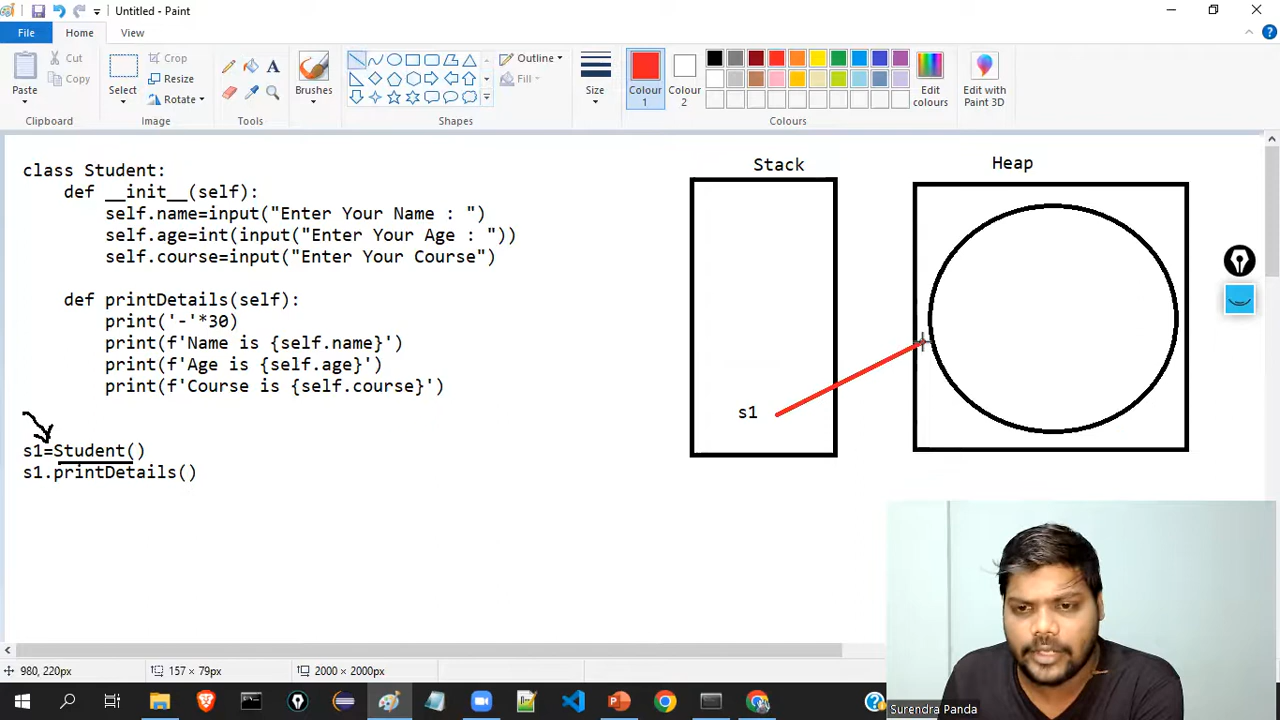 Untitled - Paint
File
Home
View
Cut
Copy
Paste
Clipboard
Crop
Resize
Rotate
Select
Image
Tools
Brushes
Outline
Fill
Shapes
Size
Colour 1
Colour 2
Edit colours
Colours
Edit with Paint 3D
class Student:
def __init__(self):
self.name=input("Enter Your Name : ")
self.age=int(input("Enter Your Age : "))
self.course=input("Enter Your Course")
def printDetails(self):
print('-'*30)
print(f'Name is {self.name}')
print(f'Age is {self.age}')
print(f'Course is {self.course}')
s1=Student()
s1.printDetails()
Stack
Heap
s1
980, 220px
157 × 79px
2000 × 2000px
Surendra Panda